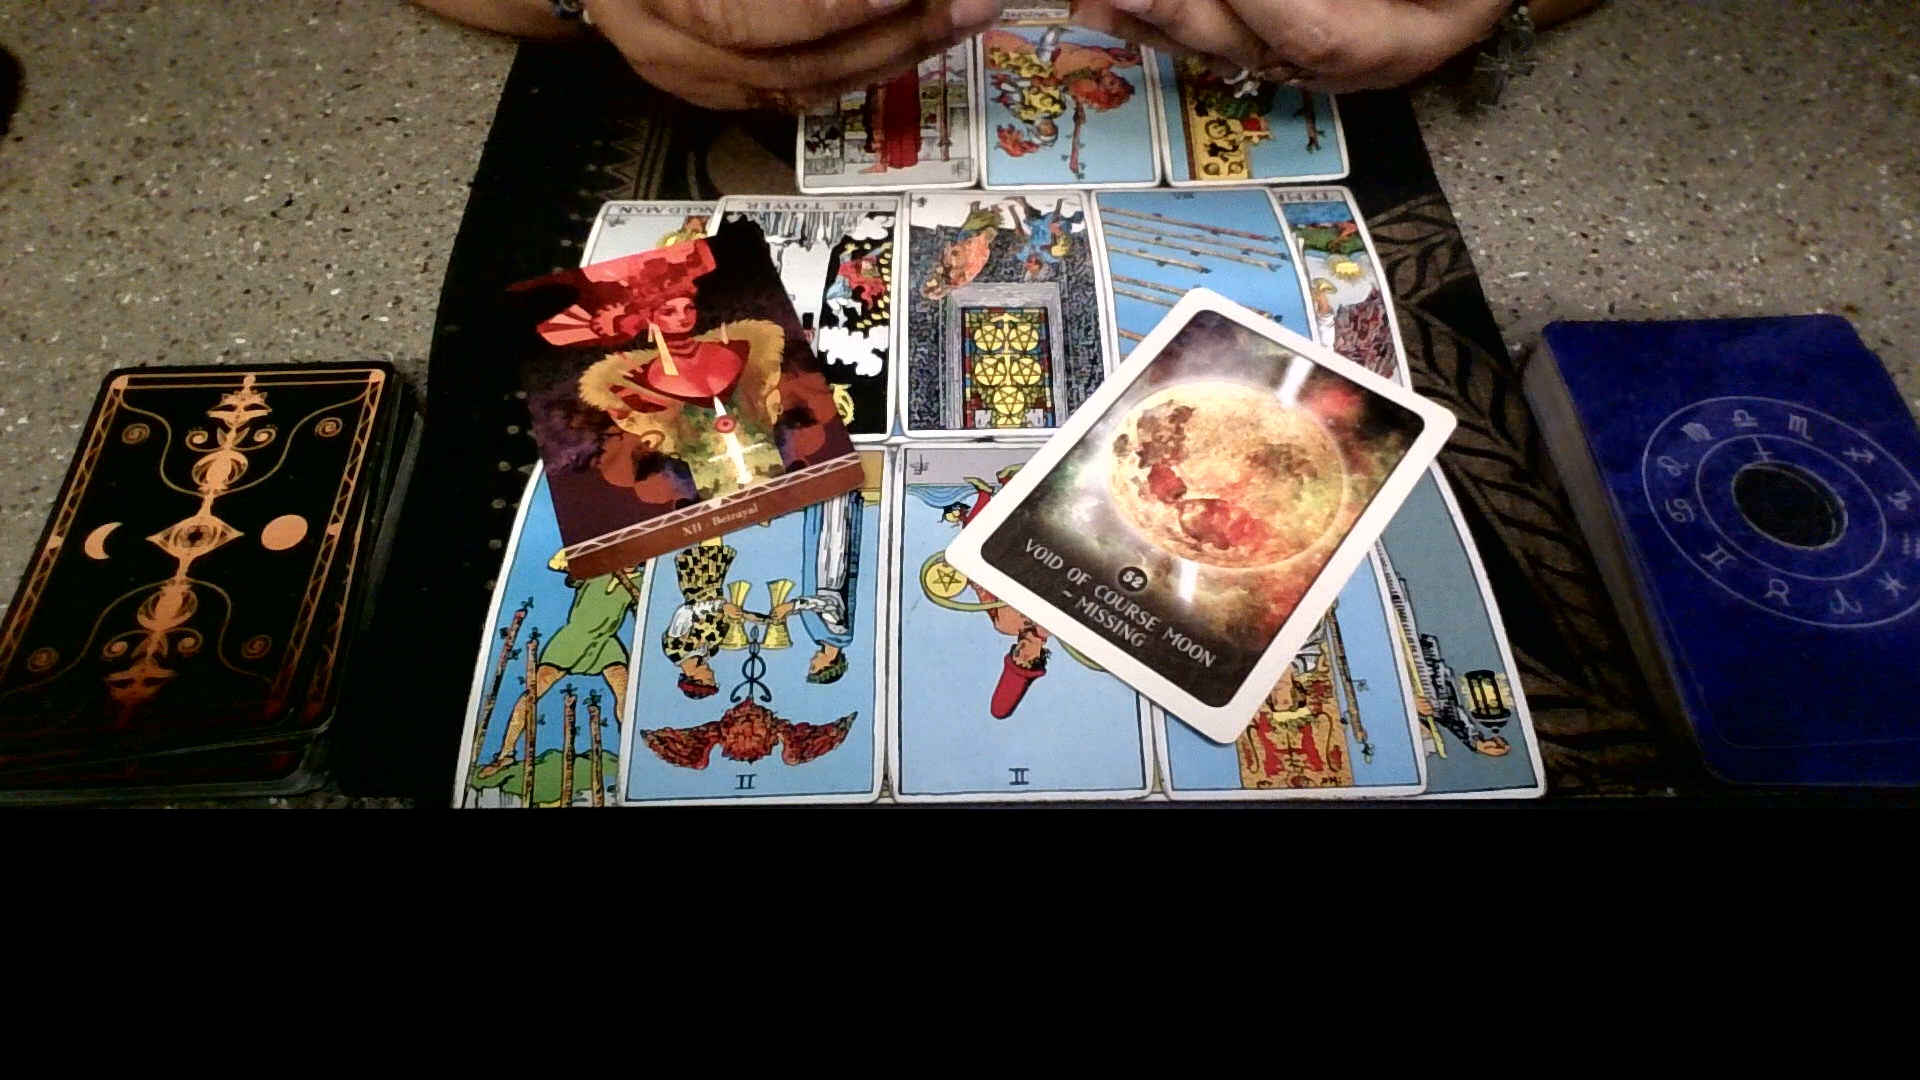 THE TOWER
XII Betrayal
52
VOID OF COURSE MOON
~ MISSING
II
II